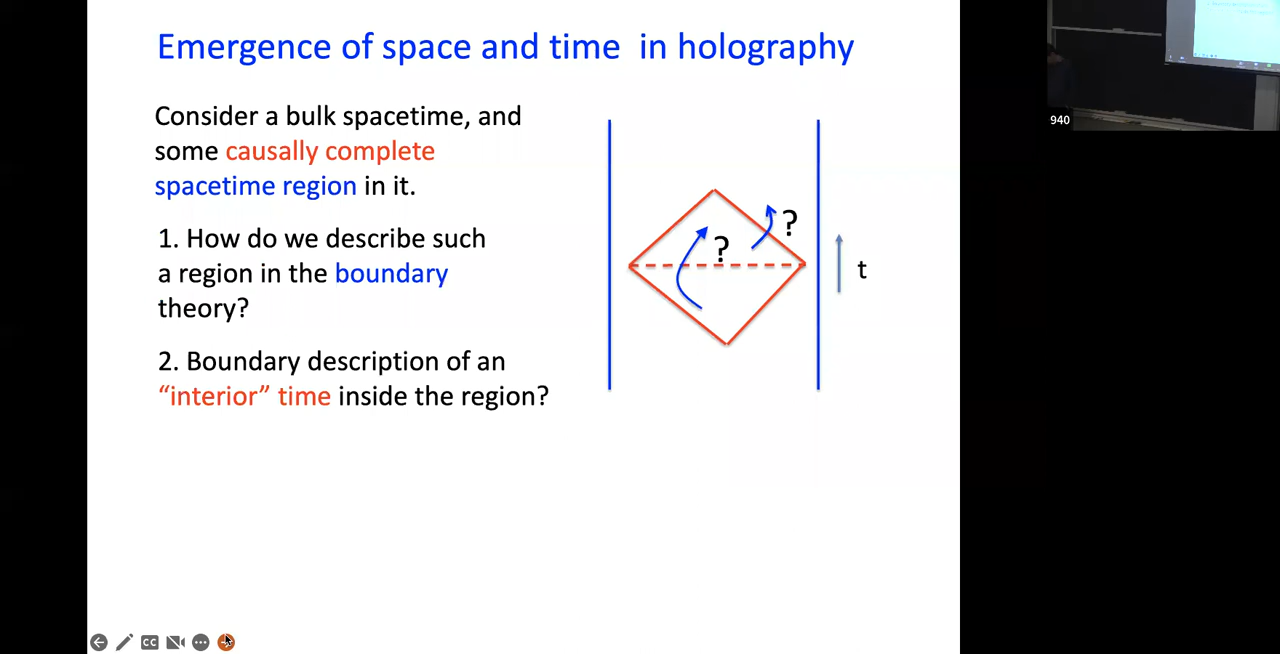 Emergence of space and time in holography
Consider a bulk spacetime, and
some causally complete
spacetime region in it.
1. How do we describe such
a region in the boundary
theory?
2. Boundary description of an
“interior” time inside the region?
?
?
t
940
CC